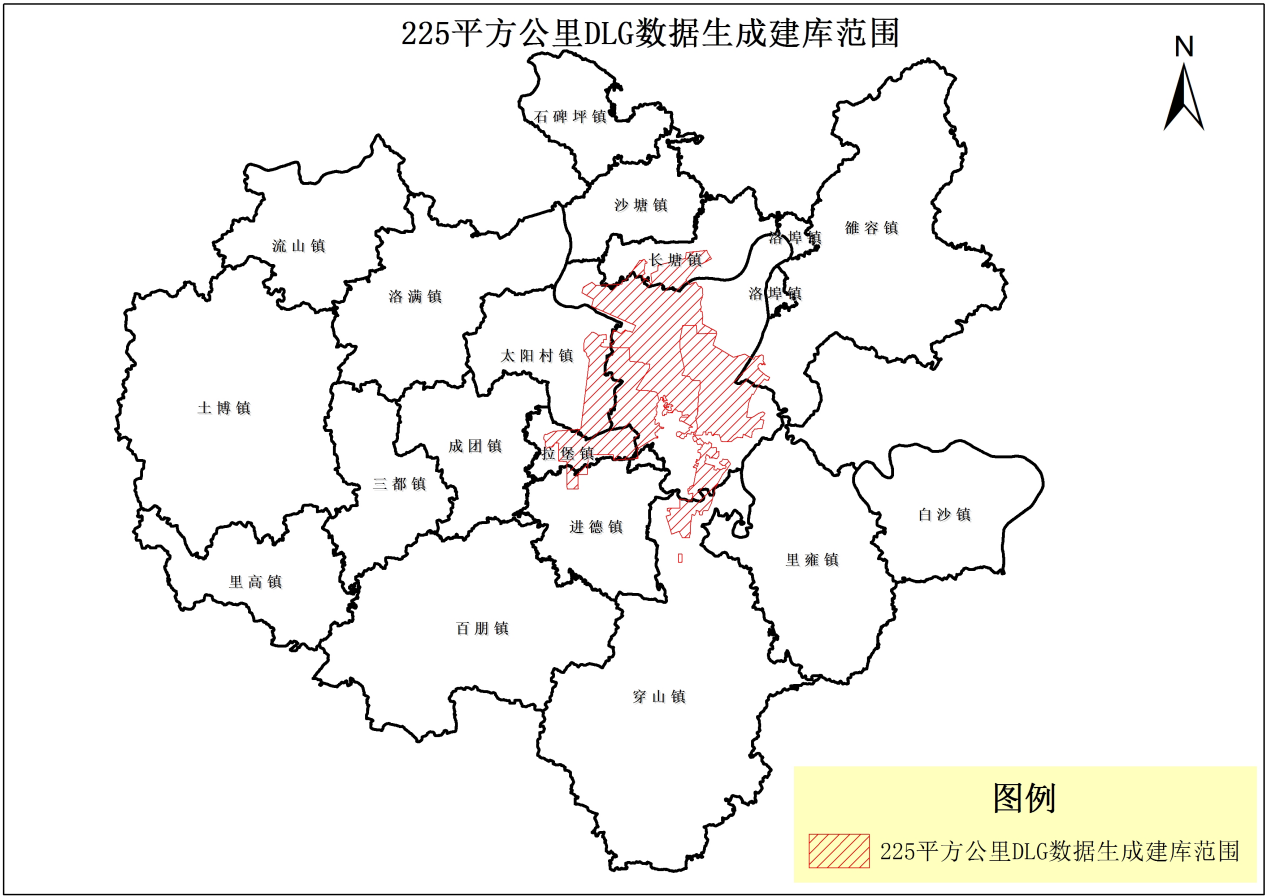 225平方公里DLG数据生成建库范围
N
石碑坪镇
沙塘镇
雒容镇
洛埠镇
流山镇
长塘镇
洛满镇
洛埠镇
太阳村镇
土博镇
成团镇
拉堡镇
三都镇
白沙镇
进德镇
里雍镇
里高镇
百朋镇
穿山镇
图例
225平方公里DLG数据生成建库范围